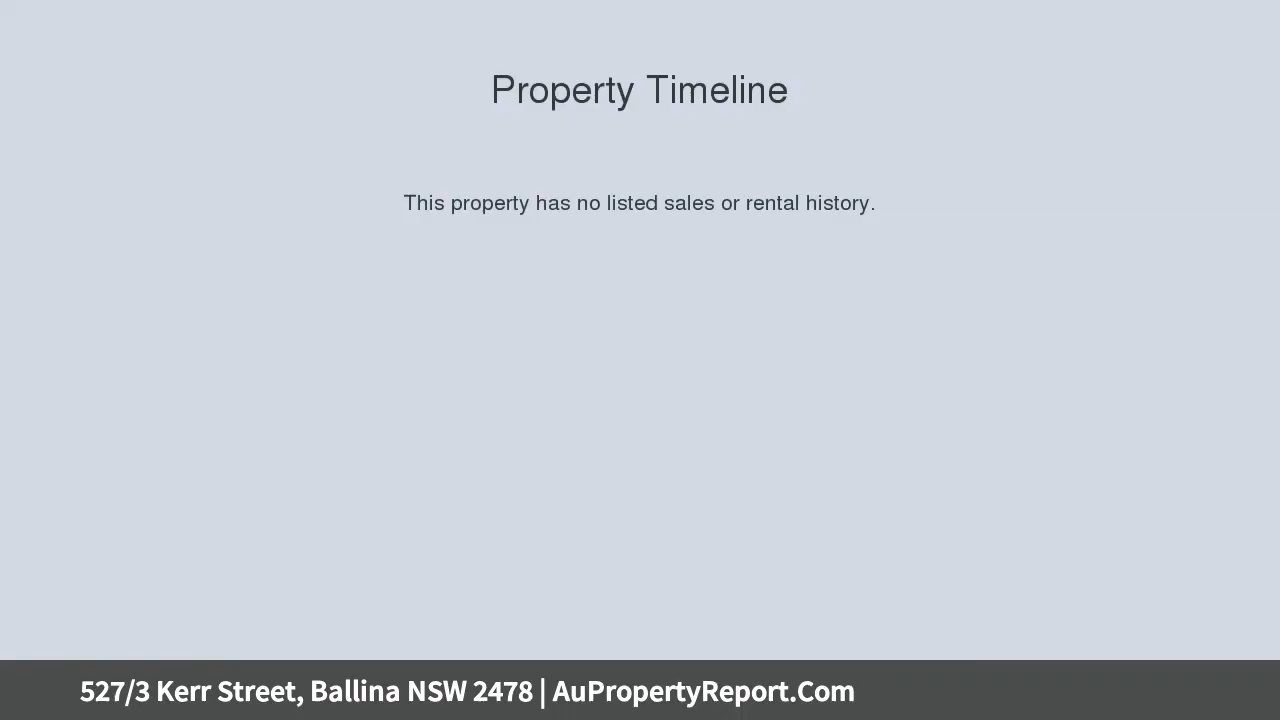 Property Timeline
This property has no listed sales or rental history.
527/3 Kerr Street, Ballina NSW 2478 | AuPropertyReport.Com